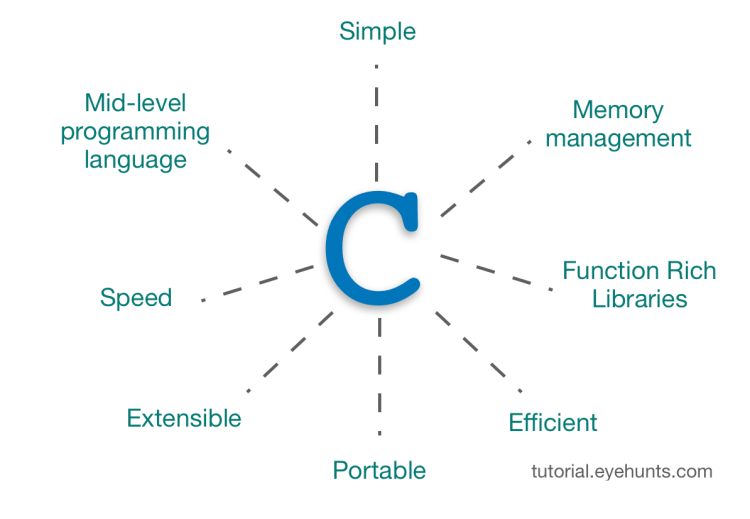 Simple
Mid-level
programming
language
Memory
management
C
Speed
Function Rich
Libraries
Extensible
Efficient
Portable
tutorial.eyehunts.com